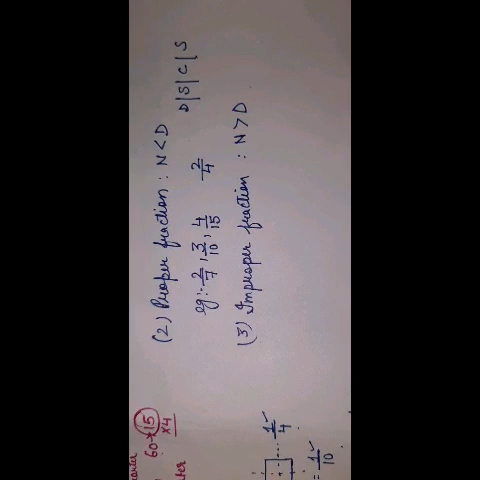 (2) Proper fraction : N < D
eg:- 2/7, 3/10, 4/15 2/4 D|S|C|S
(3) Improper fraction : N > D
60 × 15
×4
1/4
= 1/10